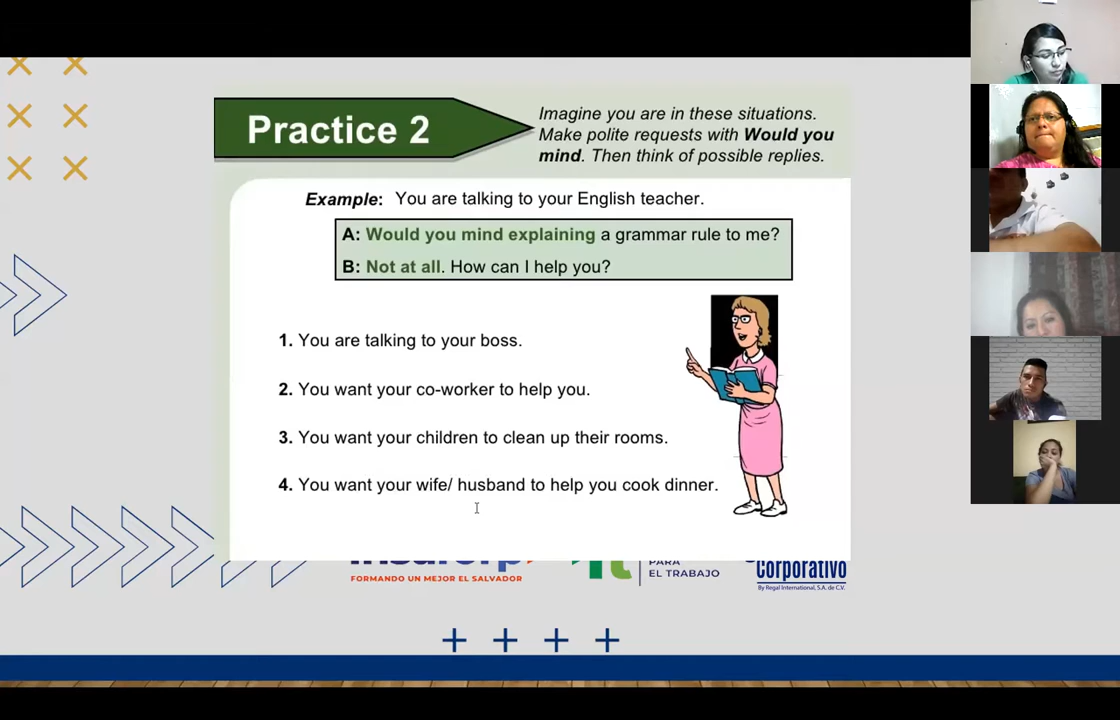 Practice 2
Imagine you are in these situations.
Make polite requests with Would you
mind. Then think of possible replies.
Example: You are talking to your English teacher.
A: Would you mind explaining a grammar rule to me?
B: Not at all. How can I help you?
1. You are talking to your boss.
2. You want your co-worker to help you.
3. You want your children to clean up their rooms.
4. You want your wife/ husband to help you cook dinner.
FORMANDO UN MEJOR EL SALVADOR
PARA
EL TRABAJO
Corporativo
By Regal International, S.A. de C.V.